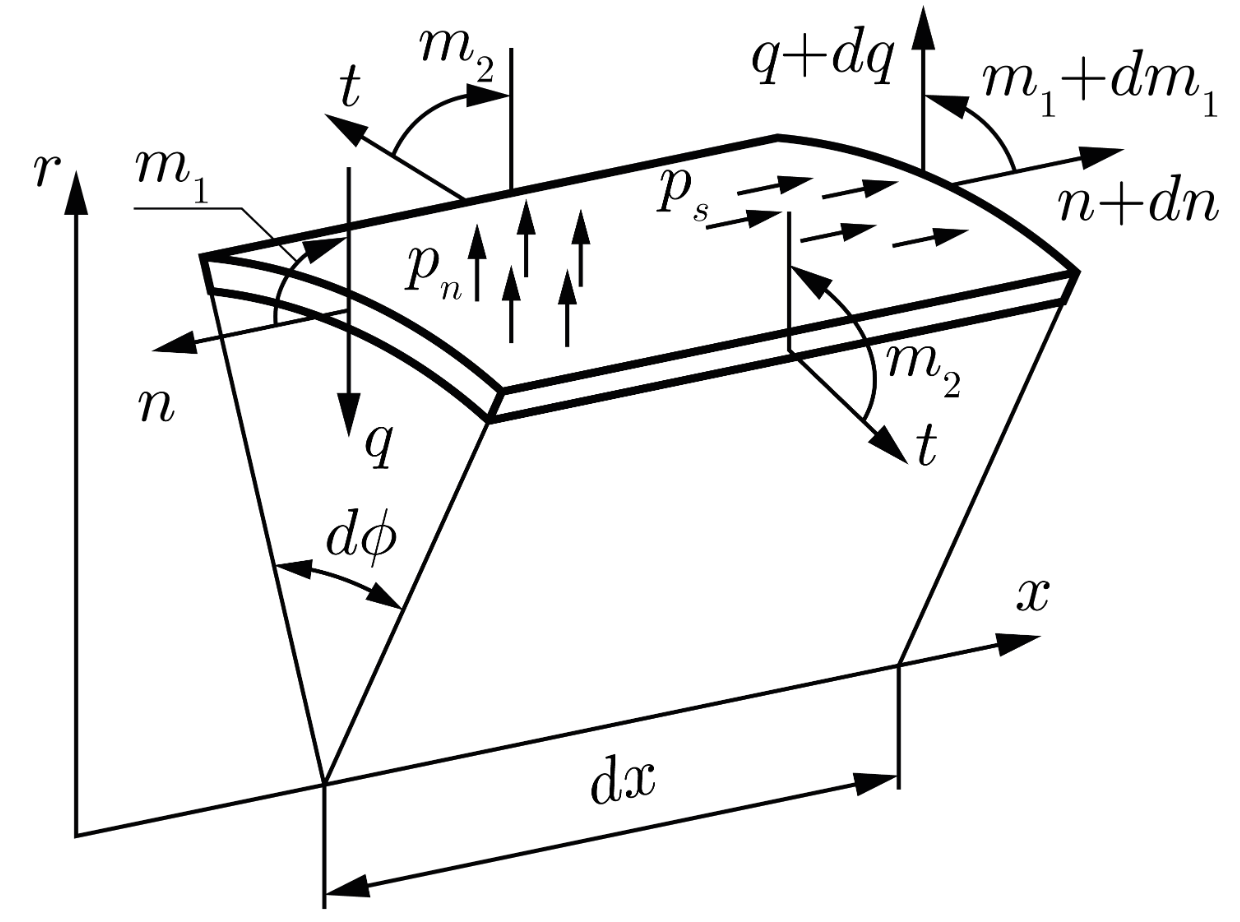 m₂
q+dq
t
m₁+dm₁
r
m₁
pₛ
n+dn
pₙ
m₂
n
q
t
dϕ
x
dx